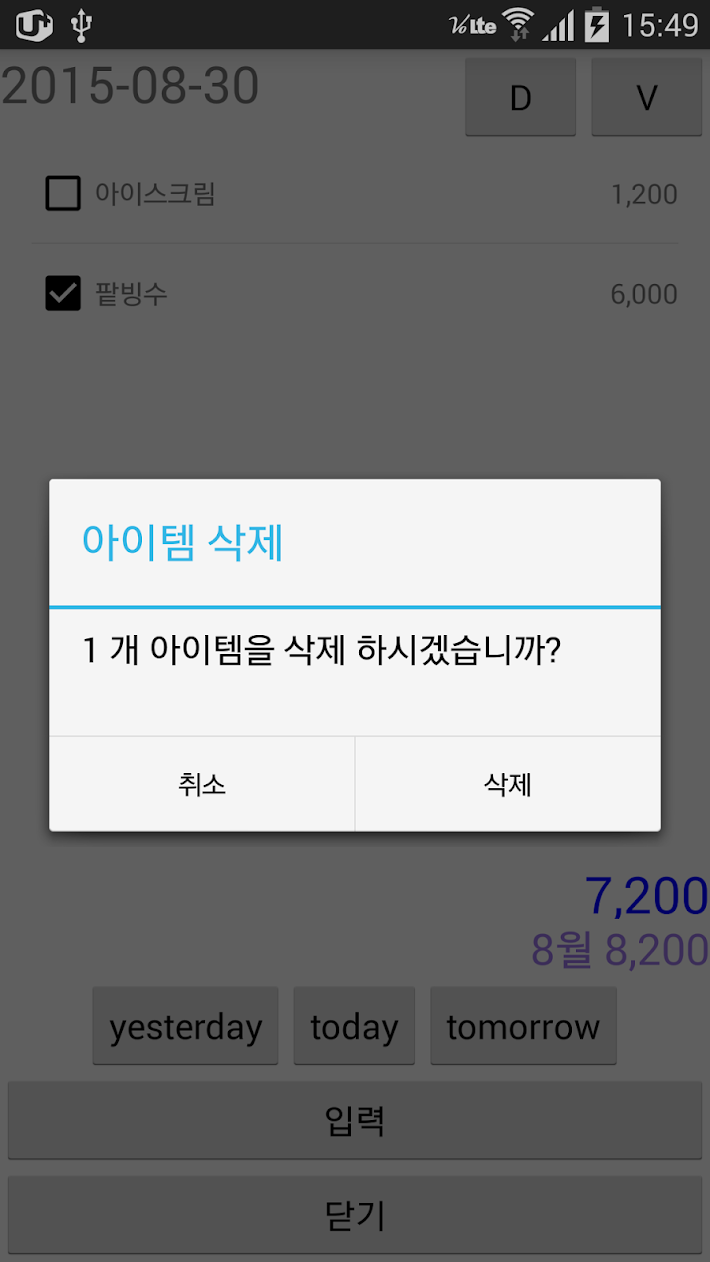 VoLTE 15:49
2015-08-30 D V
아이스크림 1,200
팥빙수 6,000
아이템 삭제
1 개 아이템을 삭제 하시겠습니까?
취소 삭제
7,200
8월 8,200
yesterday today tomorrow
입력
닫기